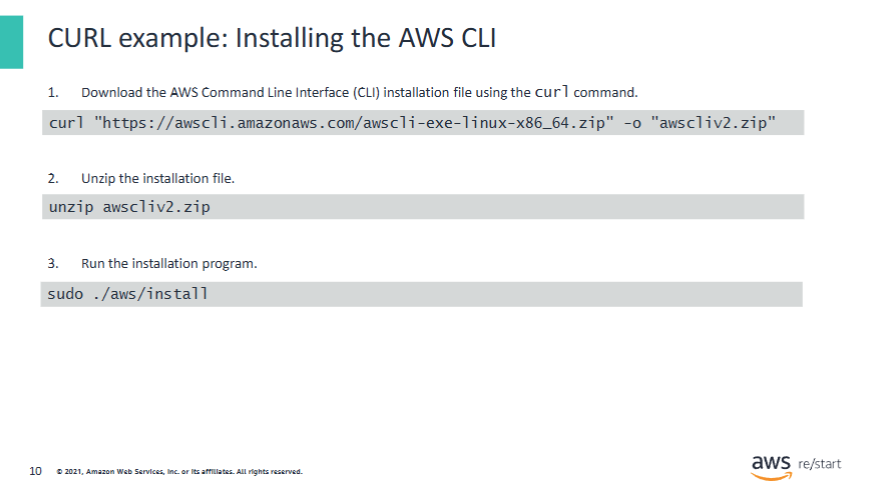 CURL example: Installing the AWS CLI
1. Download the AWS Command Line Interface (CLI) installation file using the curl command.
curl "https://awscli.amazonaws.com/awscli-exe-linux-x86_64.zip" -o "awscliv2.zip"
2. Unzip the installation file.
unzip awscliv2.zip
3. Run the installation program.
sudo ./aws/install
10 © 2021, Amazon Web Services, Inc. or its affiliates. All rights reserved.
aws re/start